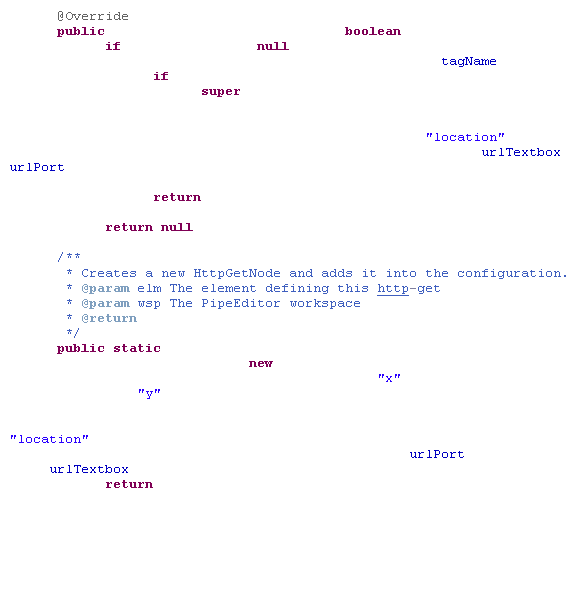 @Override
public boolean
if null
tagName
if
super
"location"
urlTextbox
urlPort
return
return null
/**
* Creates a new HttpGetNode and adds it into the configuration.
* @param elm The element defining this http-get
* @param wsp The PipeEditor workspace
* @return
*/
public static
new
"x"
"y"
"location"
urlPort
urlTextbox
return